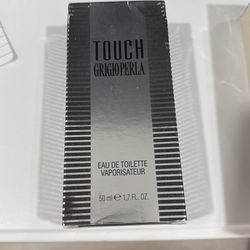 TOUCH
GRIGIOPERLA
EAU DE TOILETTE
VAPORISATEUR
50 ml ℮ 1,7 FL. OZ.